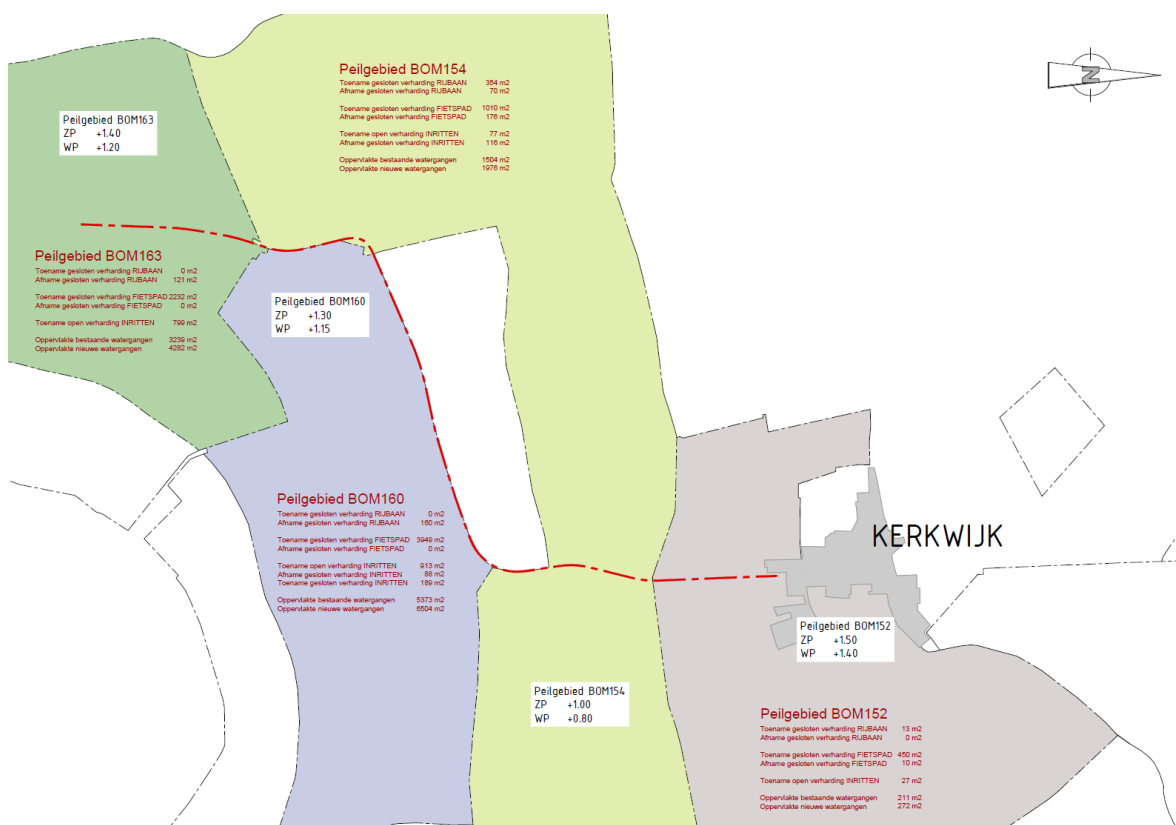 Peilgebied BOM154
Toename gesloten verharding RIJBAAN 354 m2
Afname gesloten verharding RIJBAAN 70 m2
Toename gesloten verharding FIETSPAD 1010 m2
Afname gesloten verharding FIETSPAD 176 m2
Toename open verharding INRITTEN 77 m2
Afname gesloten verharding INRITTEN 116 m2
Oppervlakte bestaande watergangen 1504 m2
Oppervlakte nieuwe watergangen 1976 m2
N
Peilgebied BOM163
ZP +1.40
WP +1.20
Peilgebied BOM163
Toename gesloten verharding RIJBAAN 0 m2
Afname gesloten verharding RIJBAAN 121 m2
Toename gesloten verharding FIETSPAD 2232 m2
Afname gesloten verharding FIETSPAD 0 m2
Toename open verharding INRITTEN 799 m2
Oppervlakte bestaande watergangen 3239 m2
Oppervlakte nieuwe watergangen 4282 m2
Peilgebied BOM160
ZP +1.30
WP +1.15
Peilgebied BOM160
Toename gesloten verharding RIJBAAN 0 m2
Afname gesloten verharding RIJBAAN 160 m2
Toename gesloten verharding FIETSPAD 3949 m2
Afname gesloten verharding FIETSPAD 0 m2
Toename open verharding INRITTEN 913 m2
Afname gesloten verharding INRITTEN 88 m2
Toename gesloten verharding INRITTEN 189 m2
Oppervlakte bestaande watergangen 5373 m2
Oppervlakte nieuwe watergangen 6504 m2
KERKWIJK
Peilgebied BOM152
ZP +1.50
WP +1.40
Peilgebied BOM154
ZP +1.00
WP +0.80
Peilgebied BOM152
Toename gesloten verharding RIJBAAN 13 m2
Afname gesloten verharding RIJBAAN 0 m2
Toename gesloten verharding FIETSPAD 450 m2
Afname gesloten verharding FIETSPAD 10 m2
Toename open verharding INRITTEN 27 m2
Oppervlakte bestaande watergangen 211 m2
Oppervlakte nieuwe watergangen 272 m2